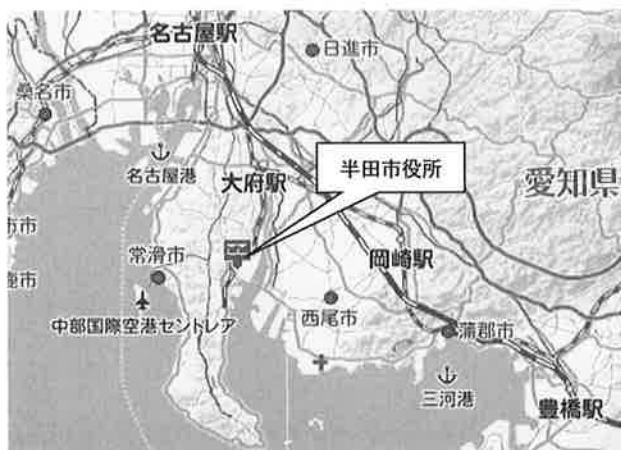 名古屋駅
日進市
桑名市
名古屋港
大府駅
半田市役所
愛知県
市市
常滑市
岡崎駅
鹿市
中部国際空港セントレア
西尾市
蒲郡市
三河港
豊橋駅